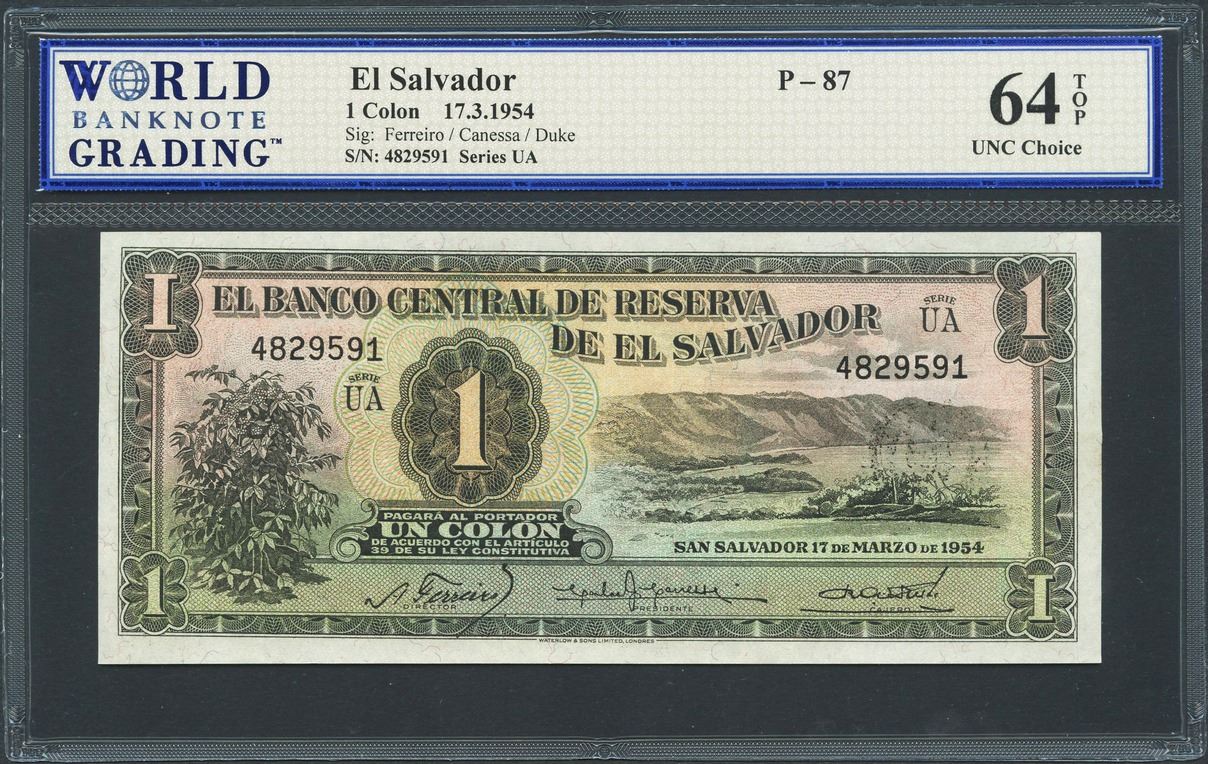 WORLD
BANKNOTE
GRADING™
El Salvador
1 Colon 17.3.1954
Sig: Ferreiro / Canessa / Duke
S/N: 4829591 Series UA
P – 87
64 TOP
UNC Choice
1
1
EL BANCO CENTRAL DE RESERVA
DE EL SALVADOR
SERIE
UA
4829591
4829591
SERIE
UA
1
PAGARÁ AL PORTADOR
UN COLON
DE ACUERDO CON EL ARTÍCULO
39 DE SU LEY CONSTITUTIVA
SAN SALVADOR 17 DE MARZO DE 1954
1
1
DIRECTOR
PRESIDENTE
CAJERO
WATERLOW & SONS LIMITED, LONDRES